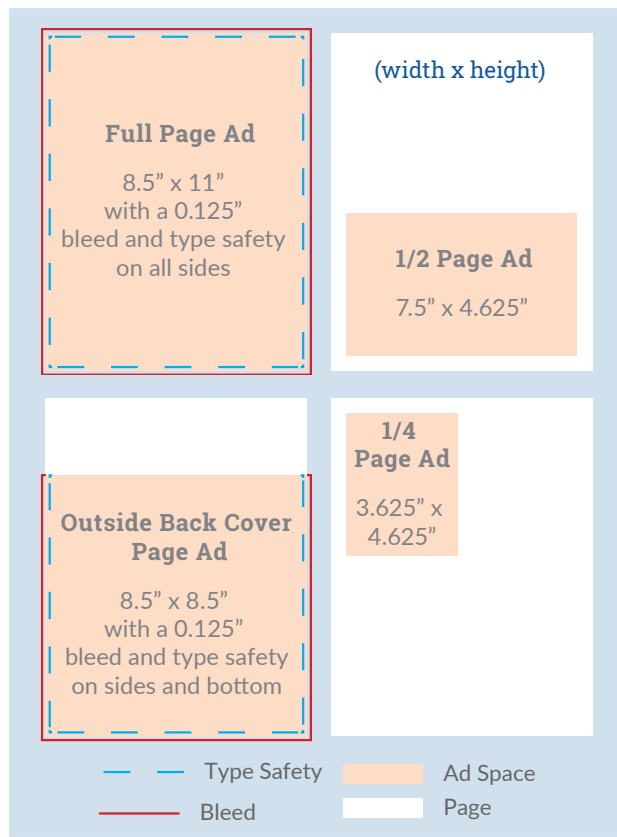 Full Page Ad
8.5” x 11”
with a 0.125”
bleed and type safety
on all sides
(width x height)
1/2 Page Ad
7.5” x 4.625”
Outside Back Cover
Page Ad
8.5” x 8.5”
with a 0.125”
bleed and type safety
on sides and bottom
1/4
Page Ad
3.625” x
4.625”
Type Safety
Ad Space
Bleed
Page